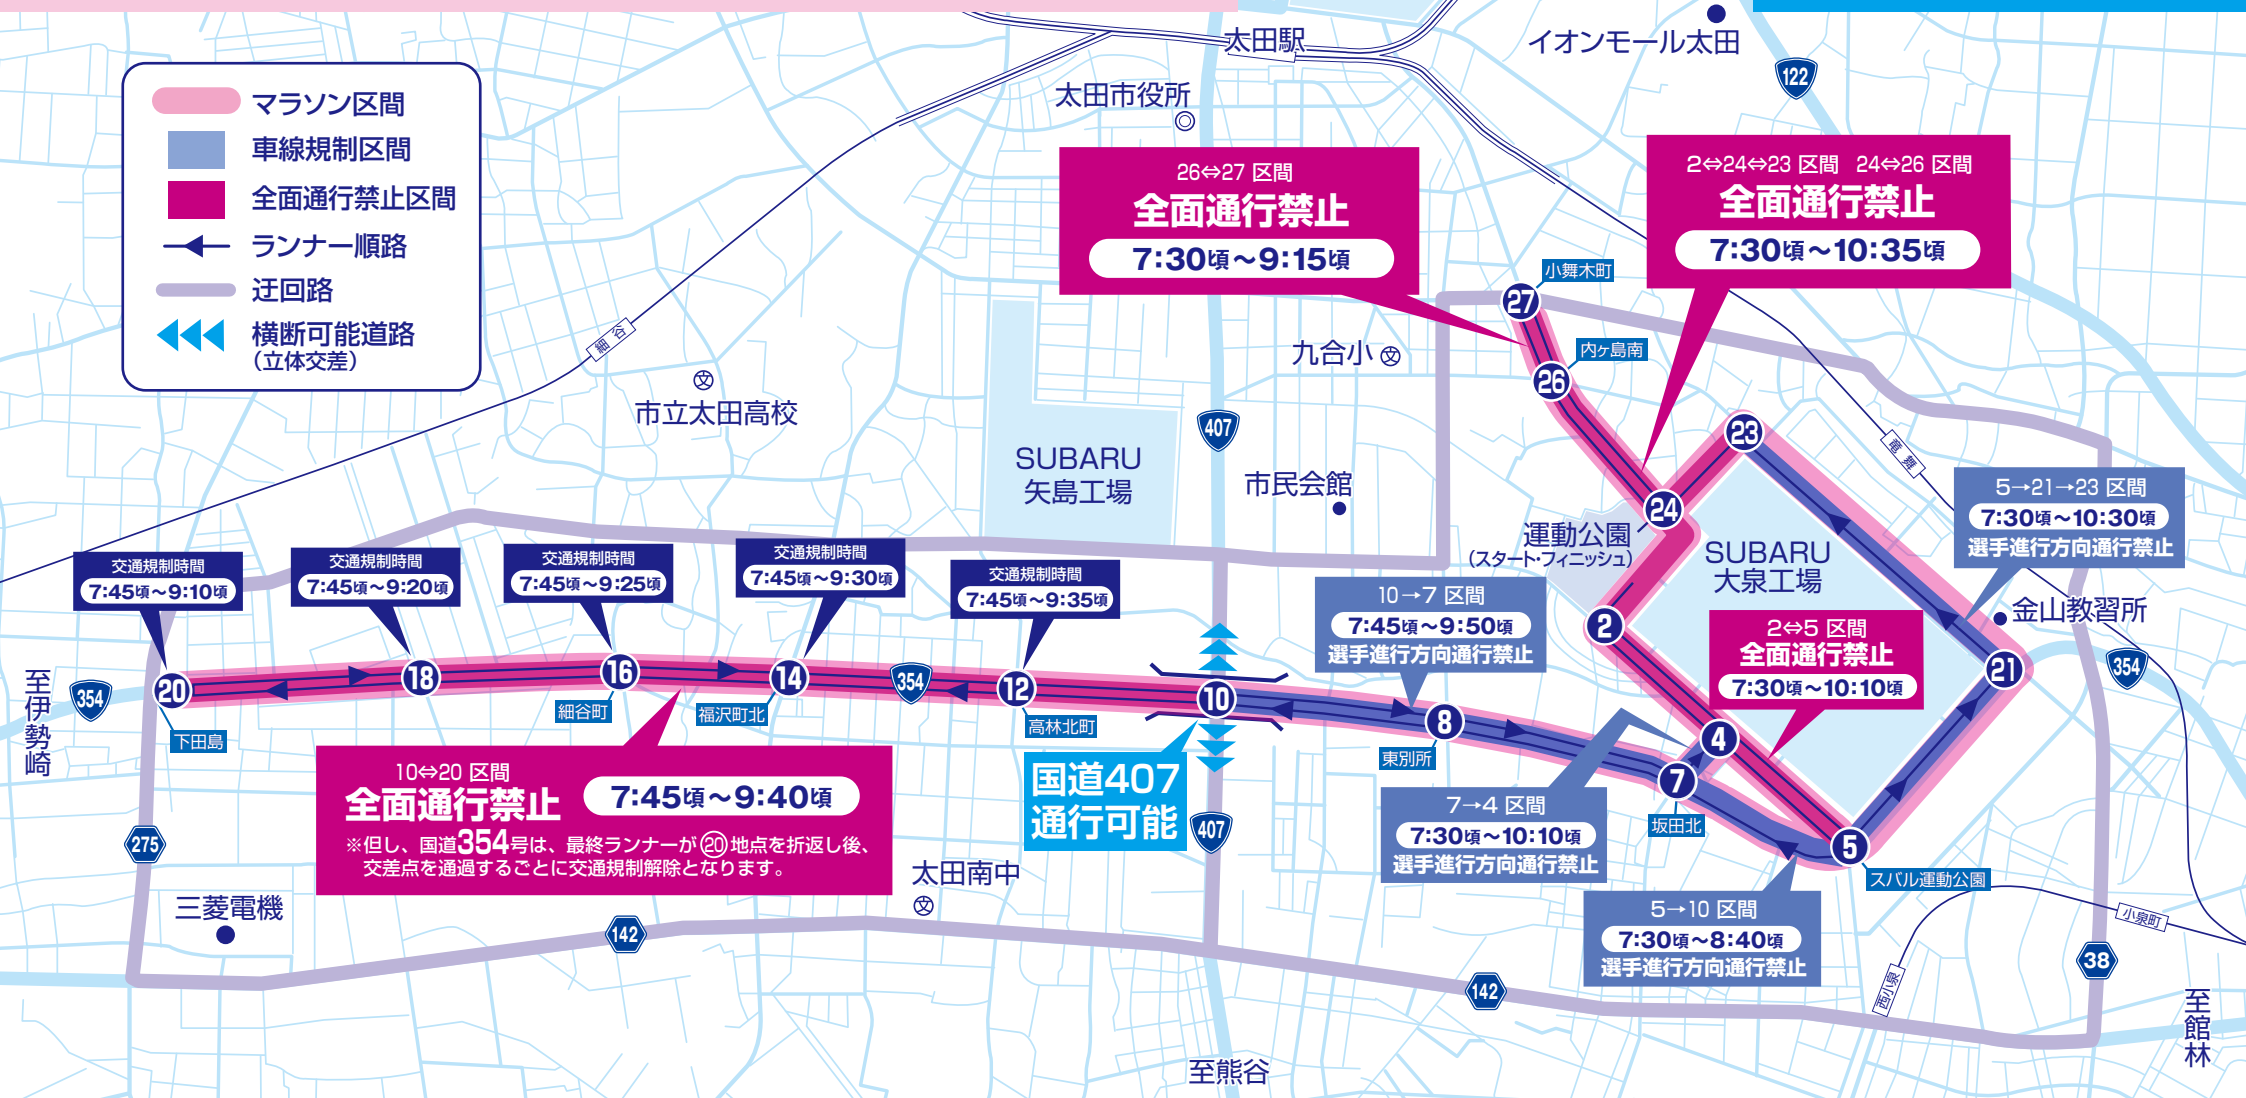 マラソン区間
車線規制区間
全面通行禁止区間
ランナー順路
迂回路
横断可能道路
(立体交差)
太田駅
イオンモール太田
122
太田市役所
26⇔27 区間
全面通行禁止
7:30頃〜9:15頃
2⇔24⇔23 区間 24⇔26 区間
全面通行禁止
7:30頃〜10:35頃
小舞木町
27
内ヶ島南
26
九合小
文
細谷
文
市立太田高校
407
23
竜舞
SUBARU
矢島工場
市民会館
24
運動公園
(スタート・フィニッシュ)
SUBARU
大泉工場
5→21→23 区間
7:30頃〜10:30頃
選手進行方向通行禁止
交通規制時間
7:45頃〜9:10頃
交通規制時間
7:45頃〜9:20頃
交通規制時間
7:45頃〜9:25頃
交通規制時間
7:45頃〜9:30頃
交通規制時間
7:45頃〜9:35頃
10→7 区間
7:45頃〜9:50頃
選手進行方向通行禁止
2
2⇔5 区間
全面通行禁止
7:30頃〜10:10頃
金山教習所
21
354
至伊勢崎
354
20
18
16
14
354
12
10
8
4
7
5
下田島
細谷町
福沢町北
高林北町
東別所
坂田北
スバル運動公園
10⇔20 区間
全面通行禁止
7:45頃〜9:40頃
※但し、国道354号は、最終ランナーが⑳地点を折返し後、
交差点を通過するごとに交通規制解除となります。
国道407
通行可能
407
7→4 区間
7:30頃〜10:10頃
選手進行方向通行禁止
5→10 区間
7:30頃〜8:40頃
選手進行方向通行禁止
275
三菱電機
太田南中
文
142
142
小泉町
西小泉
38
至館林
至熊谷